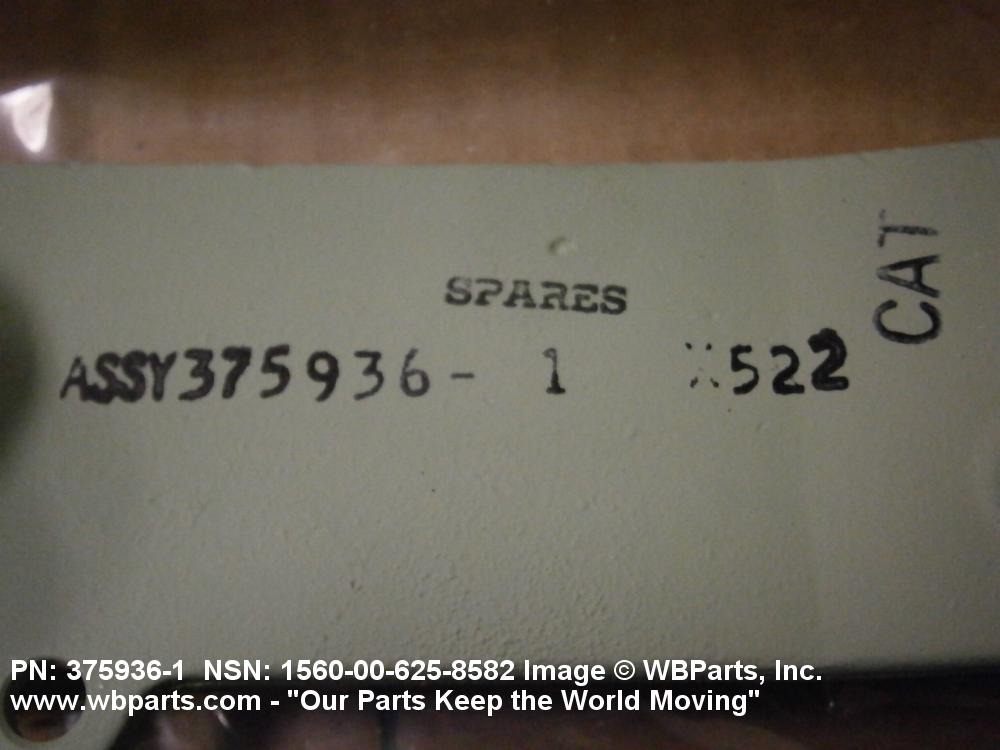 SPARES
ASSY375936- 1 X522
CAT
PN: 375936-1 NSN: 1560-00-625-8582 Image © WBParts, Inc.
www.wbparts.com - "Our Parts Keep the World Moving"